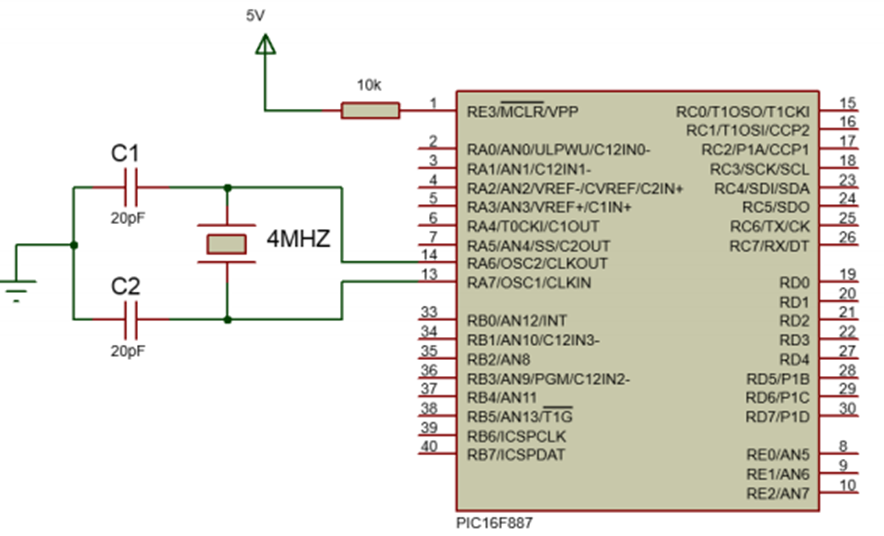 5V
10k
C1
20pF
4MHZ
C2
20pF
1 RE3/MCLR/VPP
2 RA0/AN0/ULPWU/C12IN0-
3 RA1/AN1/C12IN1-
4 RA2/AN2/VREF-/CVREF/C2IN+
5 RA3/AN3/VREF+/C1IN+
6 RA4/T0CKI/C1OUT
7 RA5/AN4/SS/C2OUT
14 RA6/OSC2/CLKOUT
13 RA7/OSC1/CLKIN
33 RB0/AN12/INT
34 RB1/AN10/C12IN3-
35 RB2/AN8
36 RB3/AN9/PGM/C12IN2-
37 RB4/AN11
38 RB5/AN13/T1G
39 RB6/ICSPCLK
40 RB7/ICSPDAT
RC0/T1OSO/T1CKI 15
RC1/T1OSI/CCP2 16
RC2/P1A/CCP1 17
RC3/SCK/SCL 18
RC4/SDI/SDA 23
RC5/SDO 24
RC6/TX/CK 25
RC7/RX/DT 26
RD0 19
RD1 20
RD2 21
RD3 22
RD4 27
RD5/P1B 28
RD6/P1C 29
RD7/P1D 30
RE0/AN5 8
RE1/AN6 9
RE2/AN7 10
PIC16F887